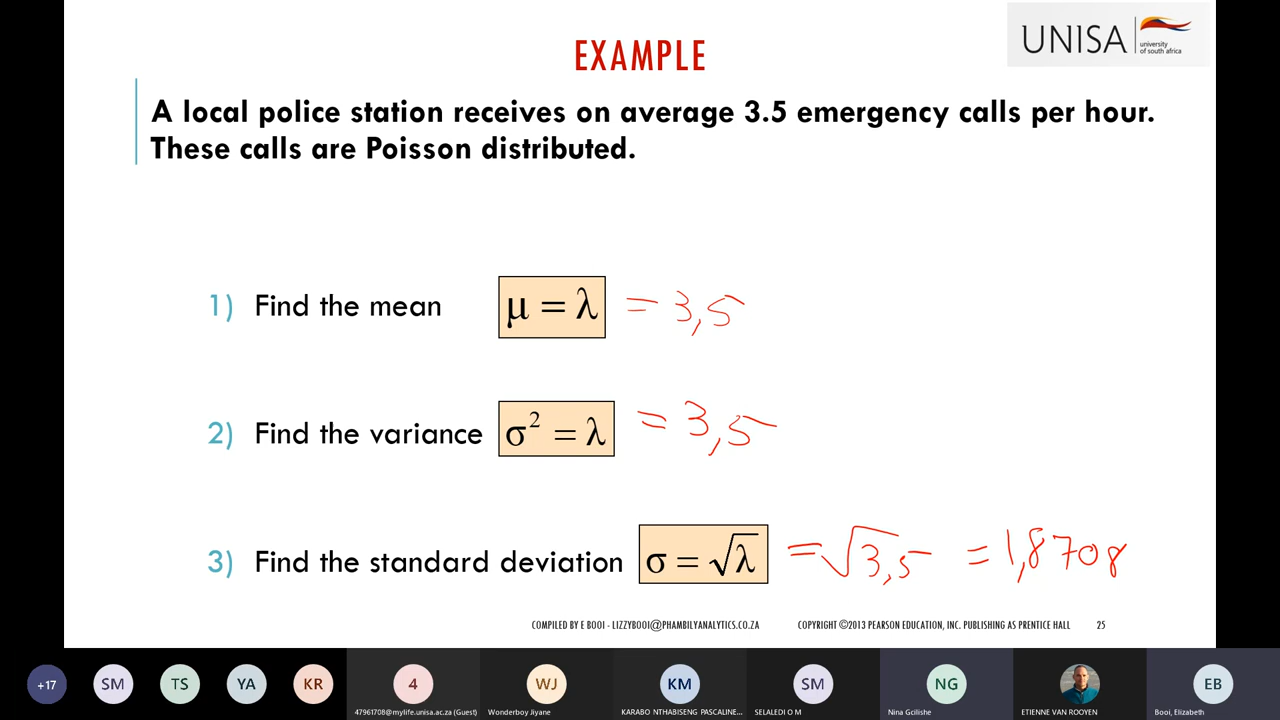 UNISA university of south africa
EXAMPLE
A local police station receives on average 3.5 emergency calls per hour.
These calls are Poisson distributed.
1) Find the mean μ = λ = 3,5
2) Find the variance σ² = λ = 3,5
3) Find the standard deviation σ = √λ = √3,5 = 1,8708
COMPILED BY E BOOI - LIZZYBOOI@PHAMBILYANALYTICS.CO.ZA COPYRIGHT ©2013 PEARSON EDUCATION, INC. PUBLISHING AS PRENTICE HALL 25
+17 SM TS YA KR 4 WJ KM SM NG EB
47961708@mylife.unisa.ac.za (Guest) Wonderboy Jiyane KARABO NTHABISENG PASCALINE... SELALEDI O M Nina Gcilishe ETIENNE VAN ROOYEN Booi, Elizabeth